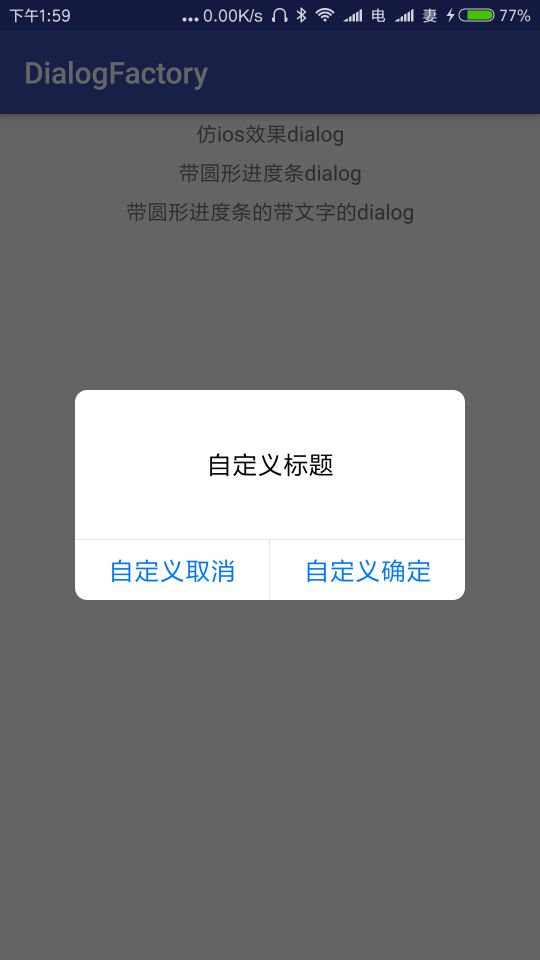 下午1:59 ... 0.00K/s 电 妻 77%
DialogFactory
仿ios效果dialog
带圆形进度条dialog
带圆形进度条的带文字的dialog
自定义标题
自定义取消 自定义确定